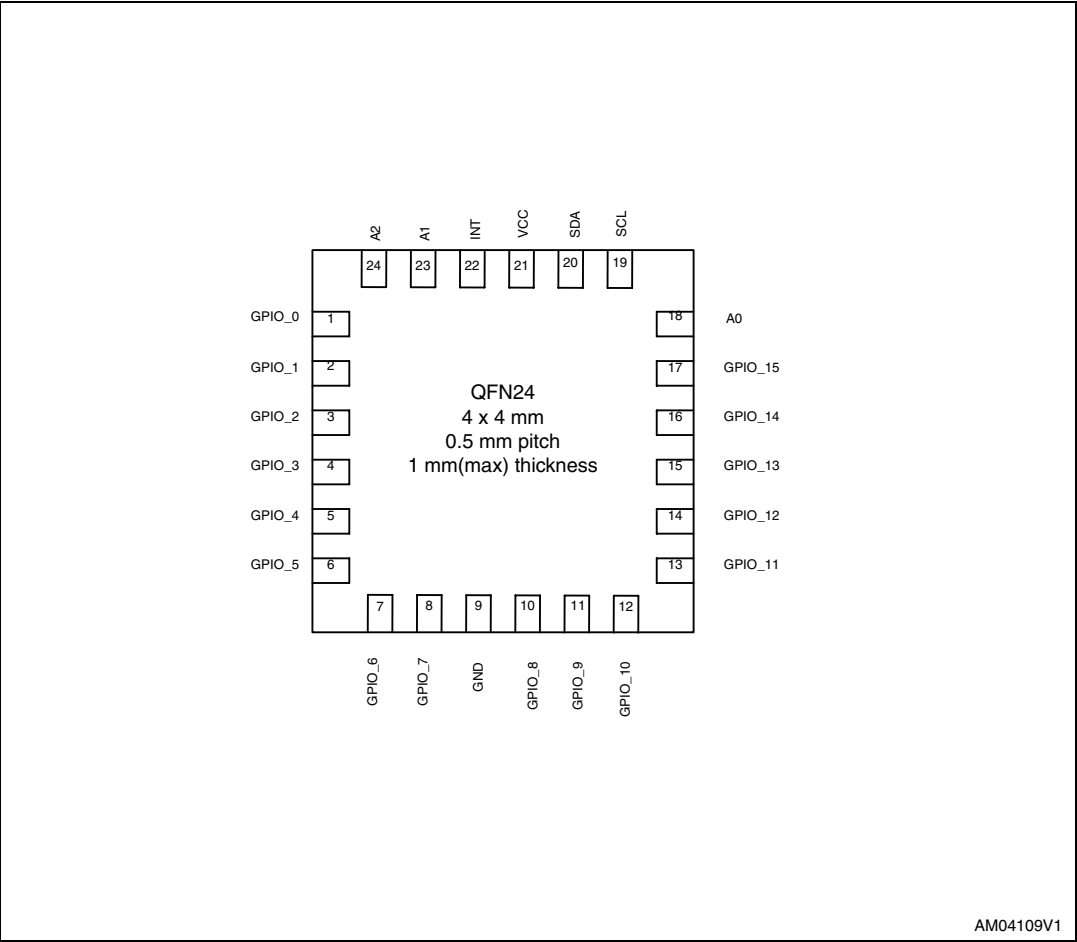 A2
A1
INT
VCC
SDA
SCL
24
23
22
21
20
19
GPIO_0
1
18
A0
GPIO_1
2
17
GPIO_15
GPIO_2
3
16
GPIO_14
GPIO_3
4
15
GPIO_13
GPIO_4
5
14
GPIO_12
GPIO_5
6
13
GPIO_11
QFN24
4 x 4 mm
0.5 mm pitch
1 mm(max) thickness
7
8
9
10
11
12
GPIO_6
GPIO_7
GND
GPIO_8
GPIO_9
GPIO_10
AM04109V1